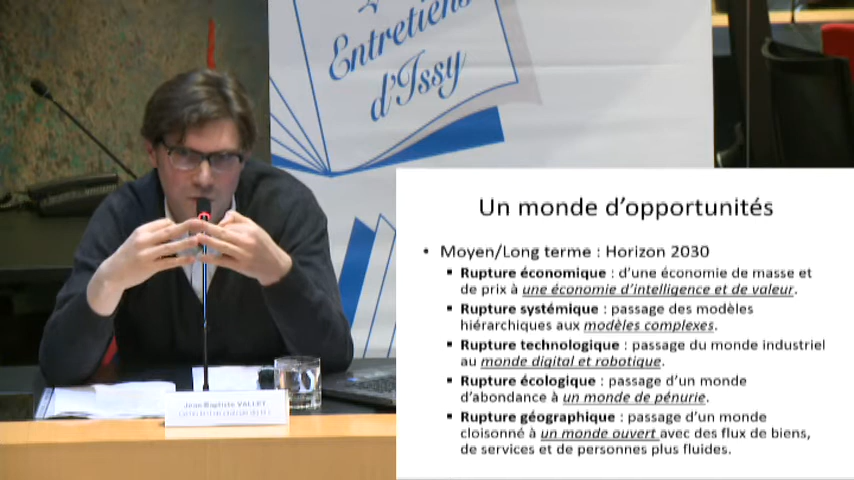 Entretiens
d'Issy
Jean-Baptiste VALLET
Un monde d'opportunités
• Moyen/Long terme : Horizon 2030
▪ Rupture économique : d'une économie de masse et
de prix à une économie d'intelligence et de valeur.
▪ Rupture systémique : passage des modèles
hiérarchiques aux modèles complexes.
▪ Rupture technologique : passage du monde industriel
au monde digital et robotique.
▪ Rupture écologique : passage d'un monde
d'abondance à un monde de pénurie.
▪ Rupture géographique : passage d'un monde
cloisonné à un monde ouvert avec des flux de biens,
de services et de personnes plus fluides.